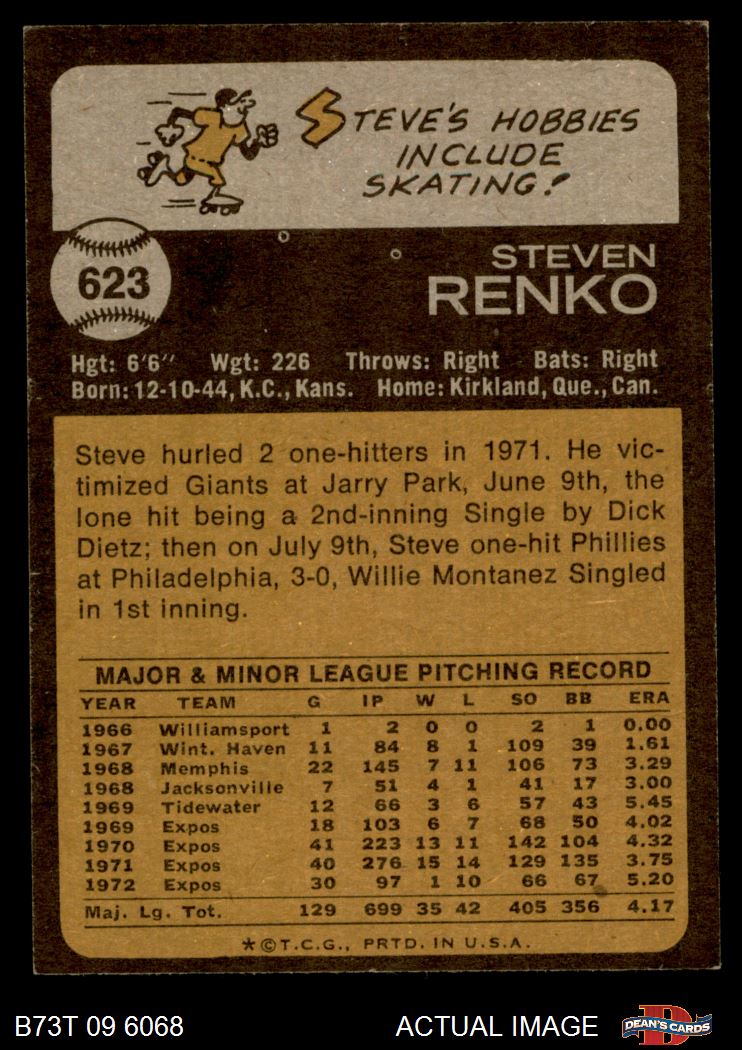 STEVE'S HOBBIES
INCLUDE
SKATING!
623
STEVEN
RENKO
Hgt: 6'6" Wgt: 226 Throws: Right Bats: Right
Born: 12-10-44, K.C., Kans. Home: Kirkland, Que., Can.
Steve hurled 2 one-hitters in 1971. He vic-
timized Giants at Jarry Park, June 9th, the
lone hit being a 2nd-inning Single by Dick
Dietz; then on July 9th, Steve one-hit Phillies
at Philadelphia, 3-0, Willie Montanez Singled
in 1st inning.
MAJOR & MINOR LEAGUE PITCHING RECORD
YEAR TEAM G IP W L SO BB ERA
1966 Williamsport 1 2 0 0 2 1 0.00
1967 Wint. Haven 11 84 8 1 109 39 1.61
1968 Memphis 22 145 7 11 106 73 3.29
1968 Jacksonville 7 51 4 1 41 17 3.00
1969 Tidewater 12 66 3 6 57 43 5.45
1969 Expos 18 103 6 7 68 50 4.02
1970 Expos 41 223 13 11 142 104 4.32
1971 Expos 40 276 15 14 129 135 3.75
1972 Expos 30 97 1 10 66 67 5.20
Maj. Lg. Tot. 129 699 35 42 405 356 4.17
*©T.C.G., PRTD. IN U.S.A.
B73T 09 6068 ACTUAL IMAGE D DEAN'S CARDS